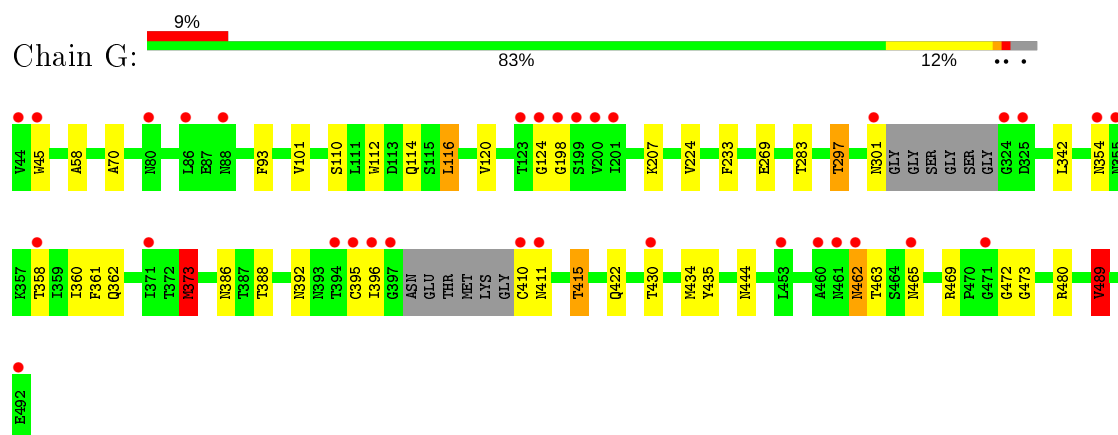 9%
Chain G:
83%
12%
V44 W45 A58 A70 N80 L86 E87 N88 F93 V101 S110 L111 W112 D113 Q114 S115 L116 V120 T123 G124 G198 S199 V200 I201 K207 V224 F233 E269 T283 T297 N301 GLY GLY SER GLY SER GLY G324 D325 L342 N354 N355
K357 T358 I359 I360 F361 Q362 I371 T372 M373 N386 T387 T388 N392 N393 T394 C395 I396 G397 ASN GLU THR MET LYS GLY C410 N411 T415 Q422 T430 M434 Y435 N444 L453 A460 N461 N462 T463 S464 N465 R469 P470 G471 G472 G473 R480 V489
E492